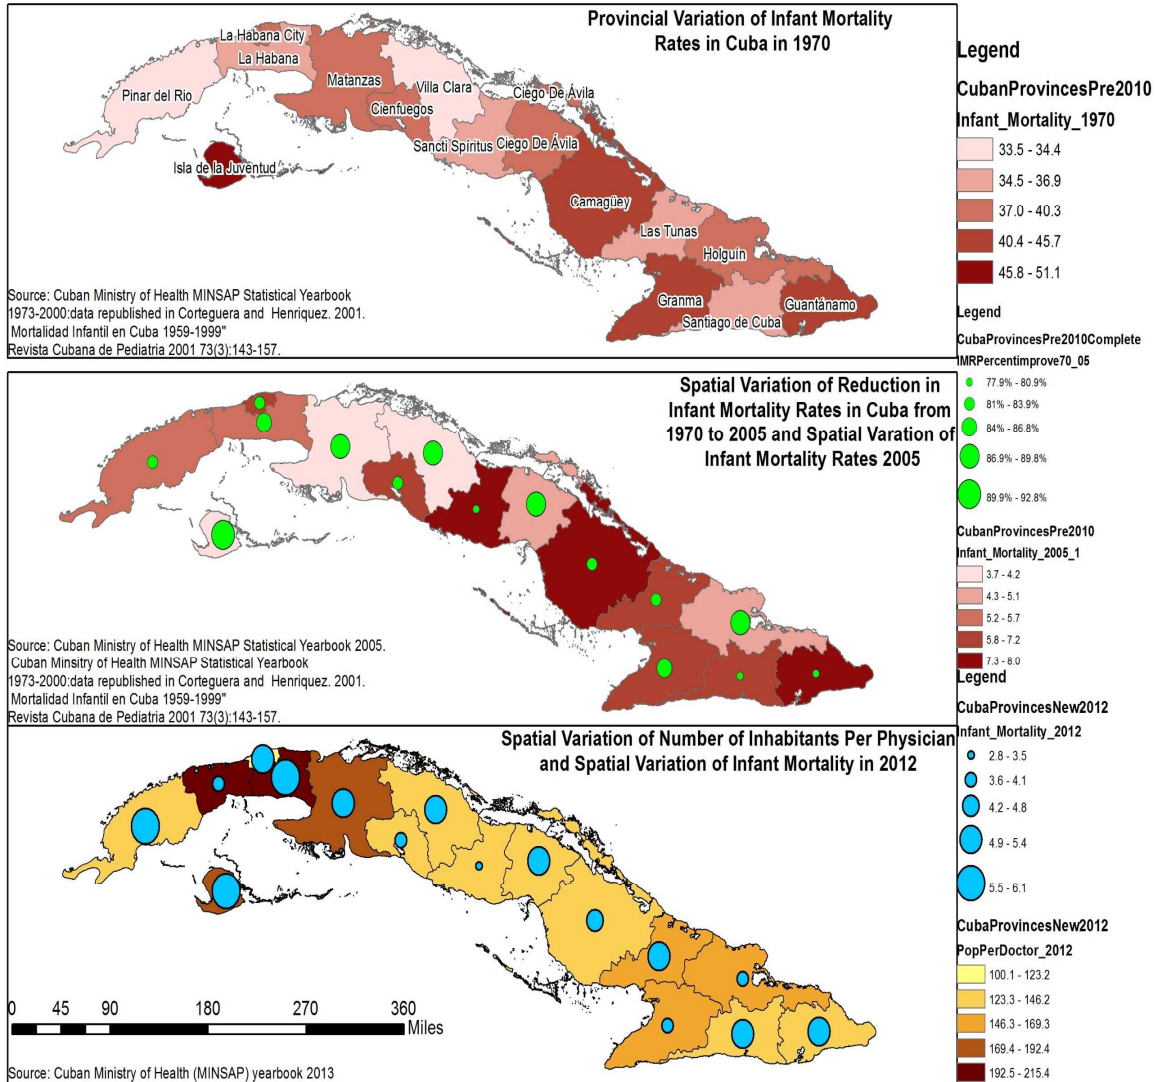 Provincial Variation of Infant Mortality
Rates in Cuba in 1970
La Habana City
La Habana
Pinar del Rio
Matanzas
Villa Clara
Cienfuegos
Ciego De Ávila
Sancti Spíritus
Ciego De Ávila
Isla de la Juventud
Camagüey
Las Tunas
Holguín
Granma
Guantánamo
Santiago de Cuba
Source: Cuban Ministry of Health MINSAP Statistical Yearbook
1973-2000:data republished in Corteguera and Henriquez. 2001.
Mortalidad Infantil en Cuba 1959-1999"
Revista Cubana de Pediatria 2001 73(3):143-157.
Legend
CubanProvincesPre2010
Infant_Mortality_1970
33.5 - 34.4
34.5 - 36.9
37.0 - 40.3
40.4 - 45.7
45.8 - 51.1
Spatial Variation of Reduction in
Infant Mortality Rates in Cuba from
1970 to 2005 and Spatial Varation of
Infant Mortality Rates 2005
Source: Cuban Ministry of Health MINSAP Statistical Yearbook 2005.
Cuban Minsitry of Health MINSAP Statistical Yearbook
1973-2000:data republished in Corteguera and Henriquez. 2001.
Mortalidad Infantil en Cuba 1959-1999"
Revista Cubana de Pediatria 2001 73(3):143-157.
Legend
CubaProvincesPre2010Complete
IMRPercentimprove70_05
77.9% - 80.9%
81% - 83.9%
84% - 86.8%
86.9% - 89.8%
89.9% - 92.8%
CubanProvincesPre2010
Infant_Mortality_2005_1
3.7 - 4.2
4.3 - 5.1
5.2 - 5.7
5.8 - 7.2
7.3 - 8.0
Spatial Variation of Number of Inhabitants Per Physician
and Spatial Variation of Infant Mortality in 2012
0 45 90 180 270 360
Miles
Source: Cuban Ministry of Health (MINSAP) yearbook 2013
Legend
CubaProvincesNew2012
Infant_Mortality_2012
2.8 - 3.5
3.6 - 4.1
4.2 - 4.8
4.9 - 5.4
5.5 - 6.1
CubaProvincesNew2012
PopPerDoctor_2012
100.1 - 123.2
123.3 - 146.2
146.3 - 169.3
169.4 - 192.4
192.5 - 215.4